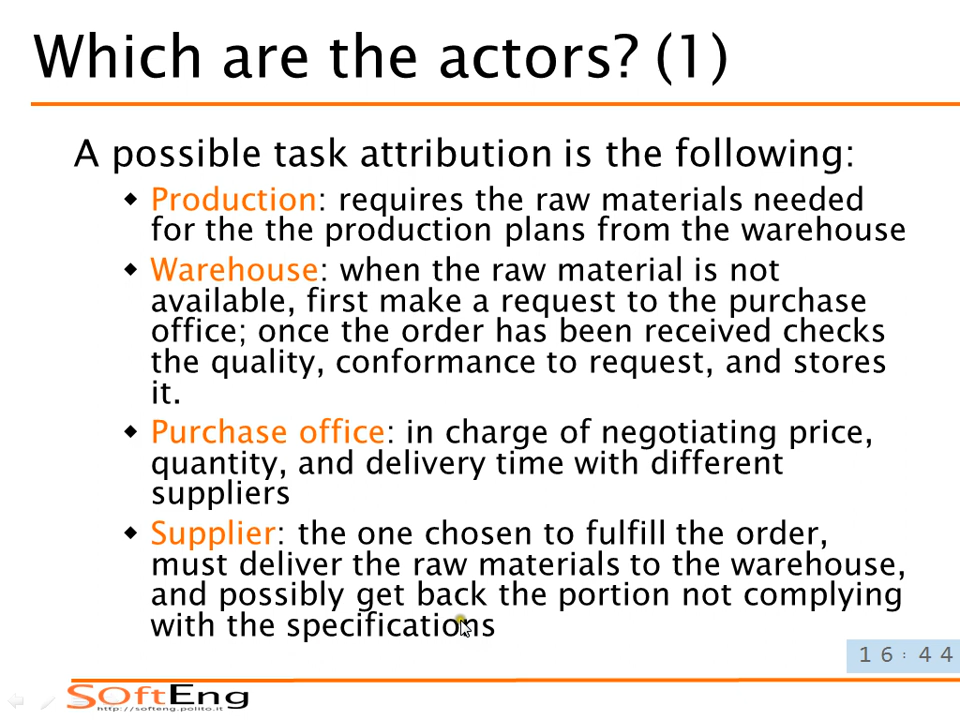 Which are the actors? (1)
A possible task attribution is the following:
Production: requires the raw materials needed
for the the production plans from the warehouse
Warehouse: when the raw material is not
available, first make a request to the purchase
office; once the order has been received checks
the quality, conformance to request, and stores
it.
Purchase office: in charge of negotiating price,
quantity, and delivery time with different
suppliers
Supplier: the one chosen to fulfill the order,
must deliver the raw materials to the warehouse,
and possibly get back the portion not complying
with the specifications
16:44
SOftEng
http://softeng.polito.it